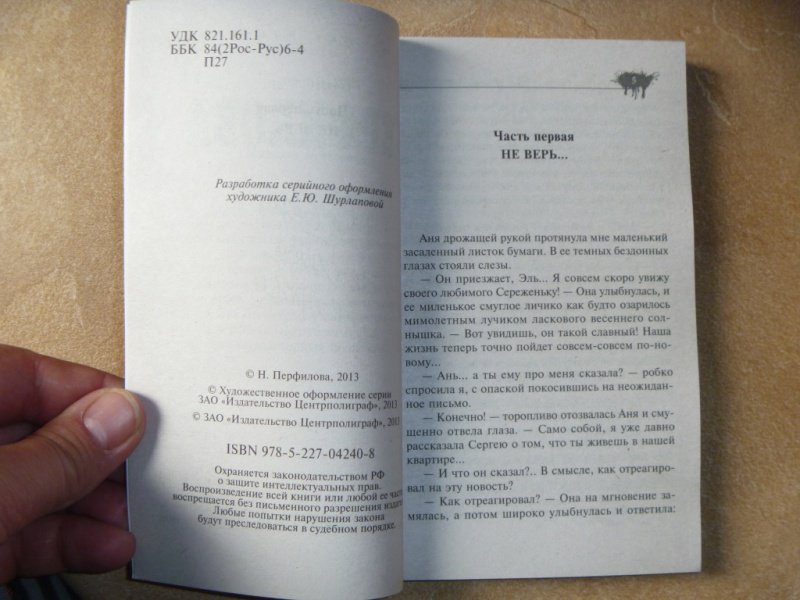 УДК 821.161.1
ББК 84(2Рос-Рус)6-4
П27
Разработка серийного оформления
художника Е.Ю. Шурлаповой
© Н. Перфилова, 2013
© Художественное оформление серии
ЗАО «Издательство Центрполиграф», 2013
© ЗАО «Издательство Центрполиграф», 2013
ISBN 978-5-227-04240-8
Охраняется законодательством РФ
о защите интеллектуальных прав.
Воспроизведение всей книги или любой ее час
воспрещается без письменного разрешения изда
Любые попытки нарушения закона
будут преследоваться в судебном порядке.
5
Часть первая
НЕ ВЕРЬ...
Аня дрожащей рукой протянула мне маленький
засаленный листок бумаги. В ее темных бездонных
глазах стояли слезы.
— Он приезжает, Эль... Я совсем скоро увижу
своего любимого Сереженьку! — Она улыбнулась, и
ее миленькое смуглое личико как будто озарилось
мимолетным лучиком ласкового весеннего сол-
нышка. — Вот увидишь, он такой славный! Наша
жизнь теперь точно пойдет совсем-совсем по-но-
вому...
— Ань... а ты ему про меня сказала? — робко
спросила я, с опаской покосившись на неожидан-
ное письмо.
— Конечно! — торопливо отозвалась Аня и сму-
щенно отвела глаза. — Само собой, я уже давно
рассказала Сергею о том, что ты живешь в нашей
квартире...
— И что он сказал?.. В смысле, как отреагиро-
вал на эту новость?
— Как отреагировал? — Она на мгновение за-
мялась, а потом широко улыбнулась и ответила: